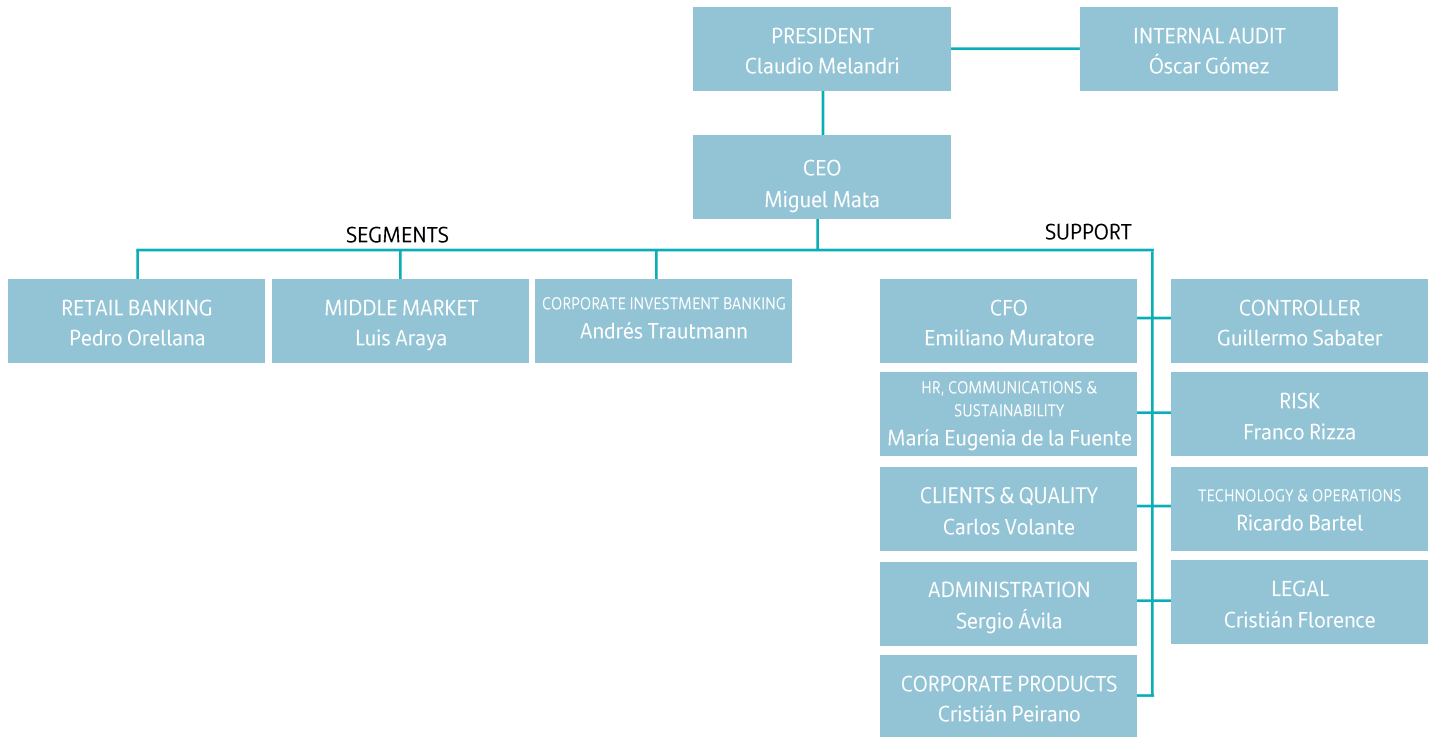 PRESIDENT
Claudio Melandri
INTERNAL AUDIT
Óscar Gómez
CEO
Miguel Mata
SEGMENTS
SUPPORT
RETAIL BANKING
Pedro Orellana
MIDDLE MARKET
Luis Araya
CORPORATE INVESTMENT BANKING
Andrés Trautmann
CFO
Emiliano Muratore
CONTROLLER
Guillermo Sabater
HR, COMMUNICATIONS &
SUSTAINABILITY
María Eugenia de la Fuente
RISK
Franco Rizza
CLIENTS & QUALITY
Carlos Volante
TECHNOLOGY & OPERATIONS
Ricardo Bartel
ADMINISTRATION
Sergio Ávila
LEGAL
Cristián Florence
CORPORATE PRODUCTS
Cristián Peirano